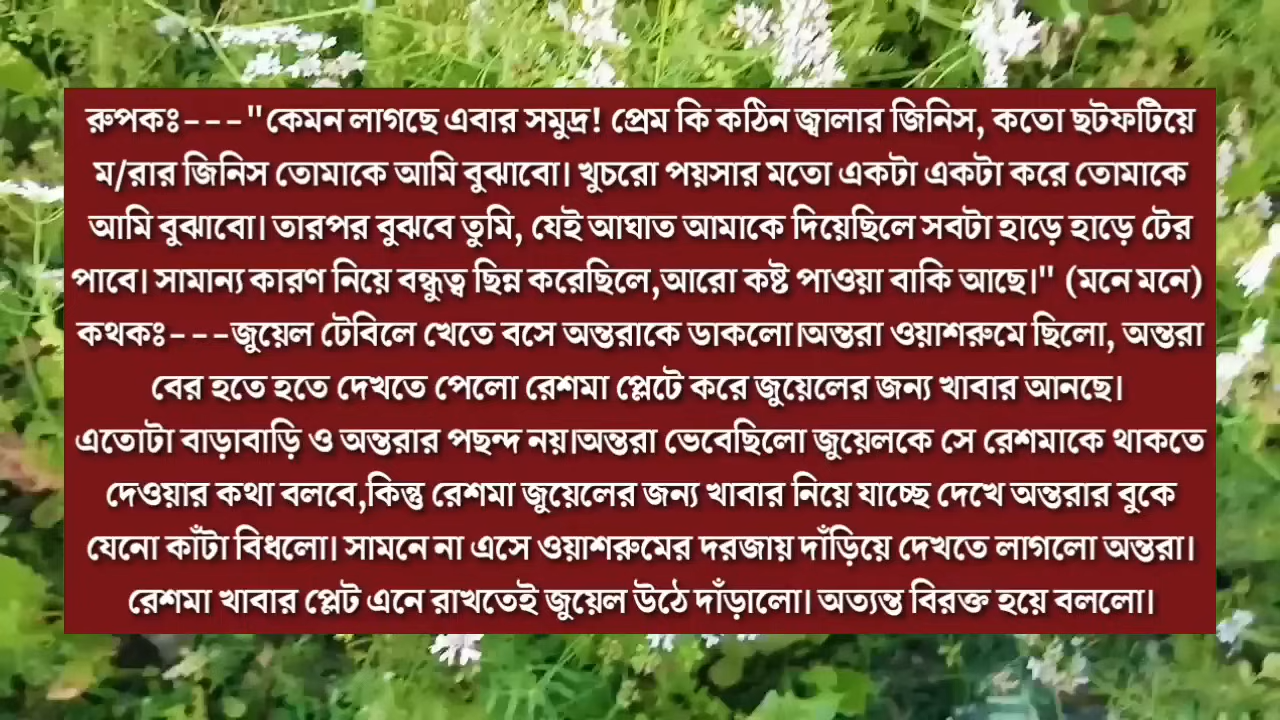 রুপকঃ---"কেমন লাগছে এবার সমুদ্র! প্রেম কি কঠিন জ্বালার জিনিস, কতো ছটফটিয়ে
ম/রার জিনিস তোমাকে আমি বুঝাবো। খুচরো পয়সার মতো একটা একটা করে তোমাকে
আমি বুঝাবো। তারপর বুঝবে তুমি, যেই আঘাত আমাকে দিয়েছিলে সবটা হাড়ে হাড়ে টের
পাবে। সামান্য কারণ নিয়ে বন্ধুত্ব ছিন্ন করেছিলে,আরো কষ্ট পাওয়া বাকি আছে।" (মনে মনে)
কথকঃ---জুয়েল টেবিলে খেতে বসে অন্তরাকে ডাকলো।অন্তরা ওয়াশরুমে ছিলো, অন্তরা
বের হতে হতে দেখতে পেলো রেশমা প্লেটে করে জুয়েলের জন্য খাবার আনছে।
এতোটা বাড়াবাড়ি ও অন্তরার পছন্দ নয়।অন্তরা ভেবেছিলো জুয়েলকে সে রেশমাকে থাকতে
দেওয়ার কথা বলবে,কিন্তু রেশমা জুয়েলের জন্য খাবার নিয়ে যাচ্ছে দেখে অন্তরার বুকে
যেনো কাঁটা বিধলো। সামনে না এসে ওয়াশরুমের দরজায় দাঁড়িয়ে দেখতে লাগলো অন্তরা।
রেশমা খাবার প্লেট এনে রাখতেই জুয়েল উঠে দাঁড়ালো। অত্যন্ত বিরক্ত হয়ে বললো।